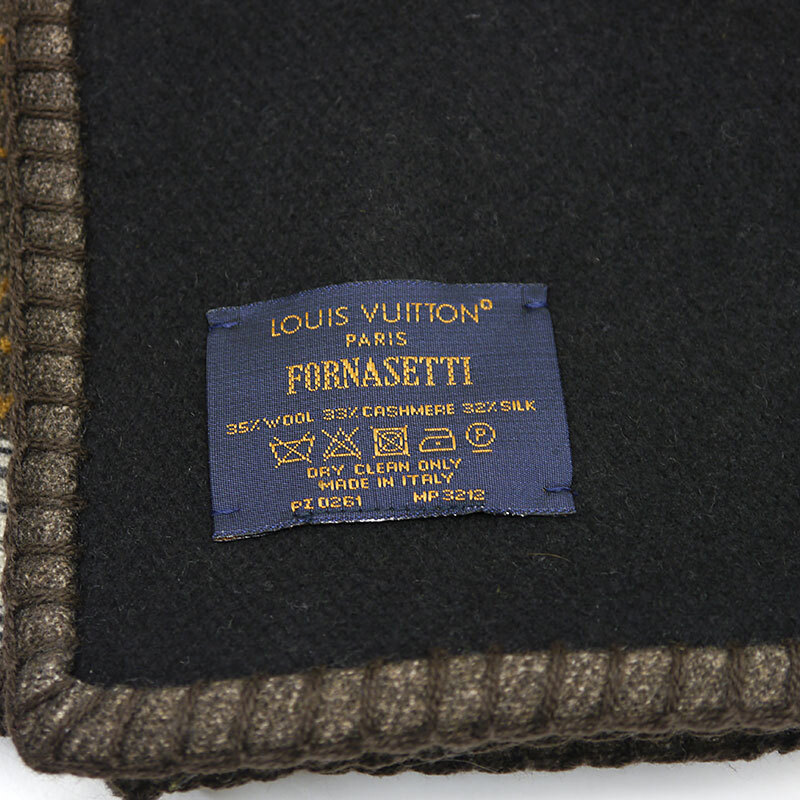 LOUIS VUITTON®
PARIS
FORNASETTI
35% WOOL 33% CASHMERE 32% SILK
P
DRY CLEAN ONLY
MADE IN ITALY
PZ 0261 MP 3212